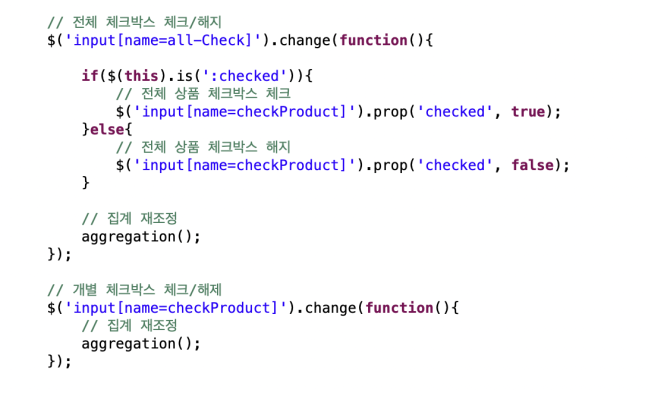 // 전체 체크박스 체크/해지
$('input[name=all-Check]').change(function(){
if($(this).is(':checked')){
// 전체 상품 체크박스 체크
$('input[name=checkProduct]').prop('checked', true);
}else{
// 전체 상품 체크박스 해지
$('input[name=checkProduct]').prop('checked', false);
}
// 집계 재조정
aggregation();
});
// 개별 체크박스 체크/해제
$('input[name=checkProduct]').change(function(){
// 집계 재조정
aggregation();
});